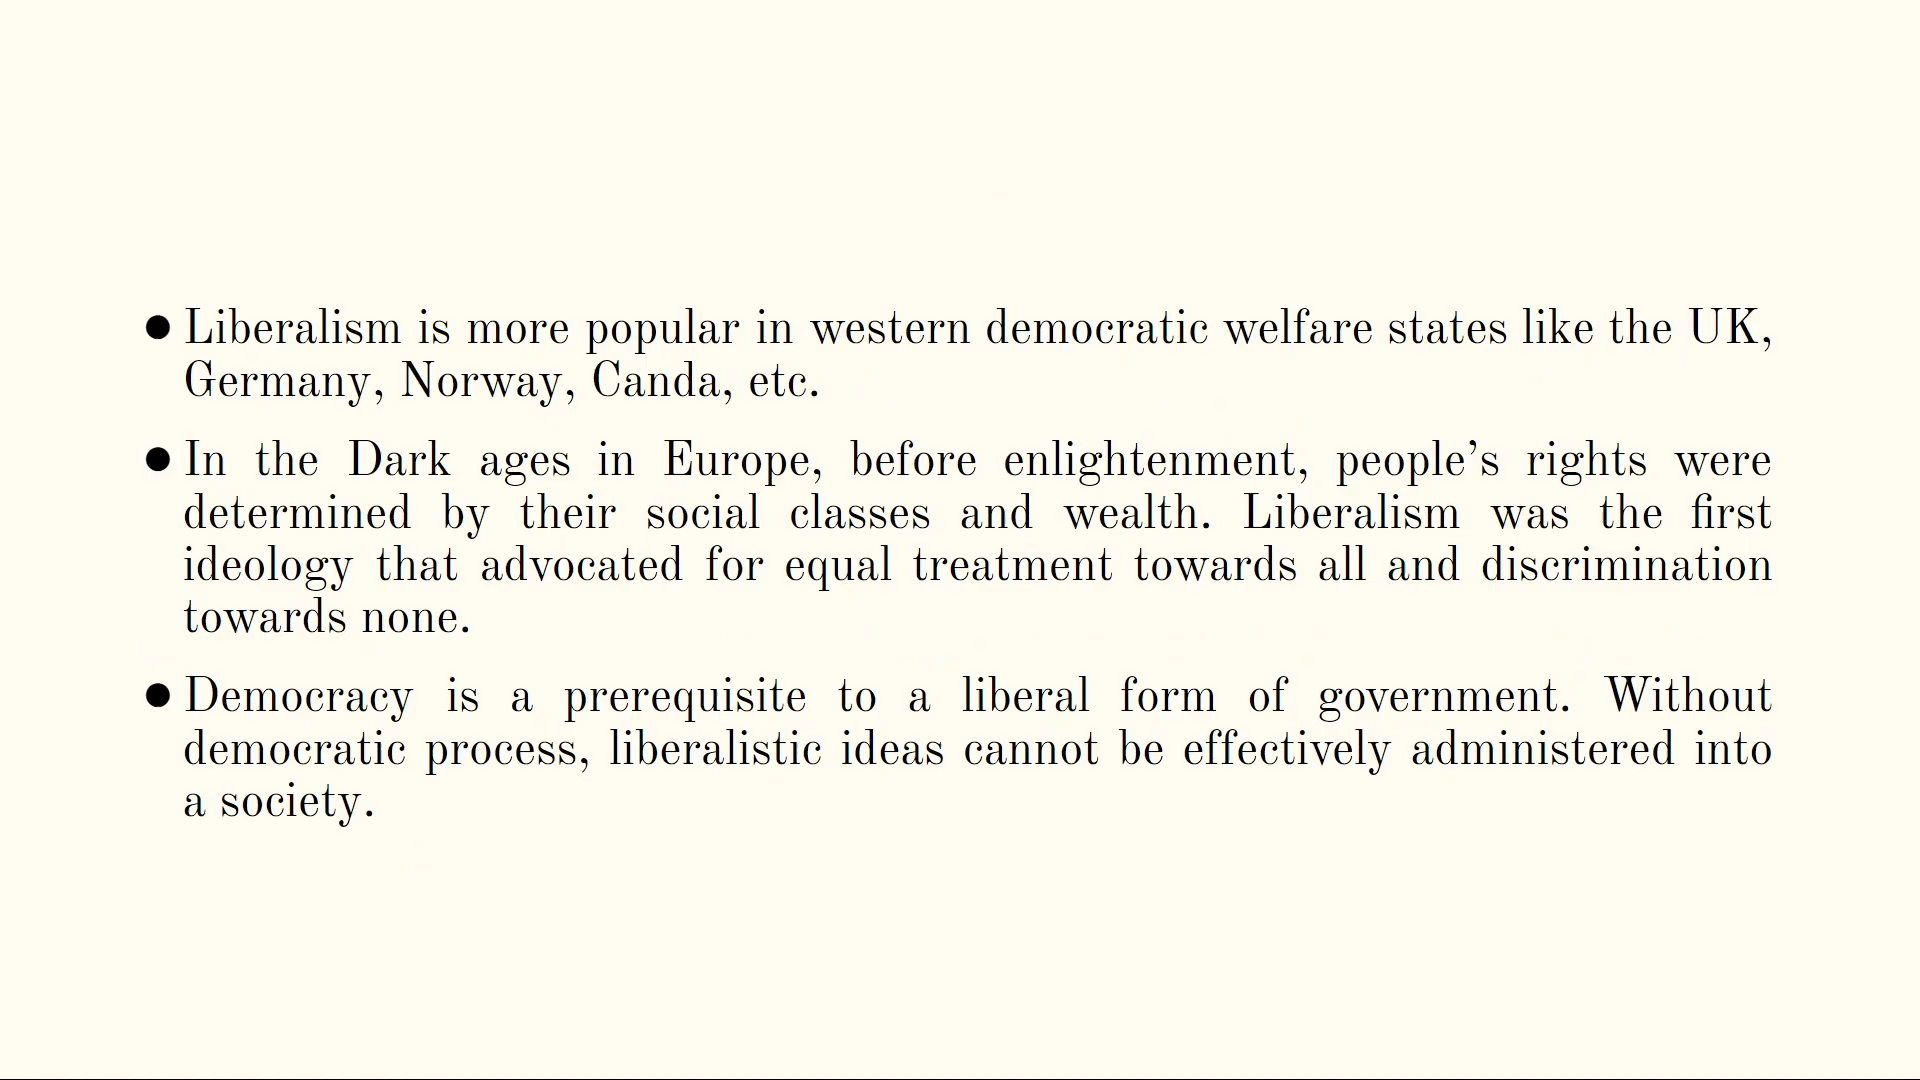 ● Liberalism is more popular in western democratic welfare states like the UK,
Germany, Norway, Canda, etc.
● In the Dark ages in Europe, before enlightenment, people’s rights were
determined by their social classes and wealth. Liberalism was the first
ideology that advocated for equal treatment towards all and discrimination
towards none.
● Democracy is a prerequisite to a liberal form of government. Without
democratic process, liberalistic ideas cannot be effectively administered into
a society.